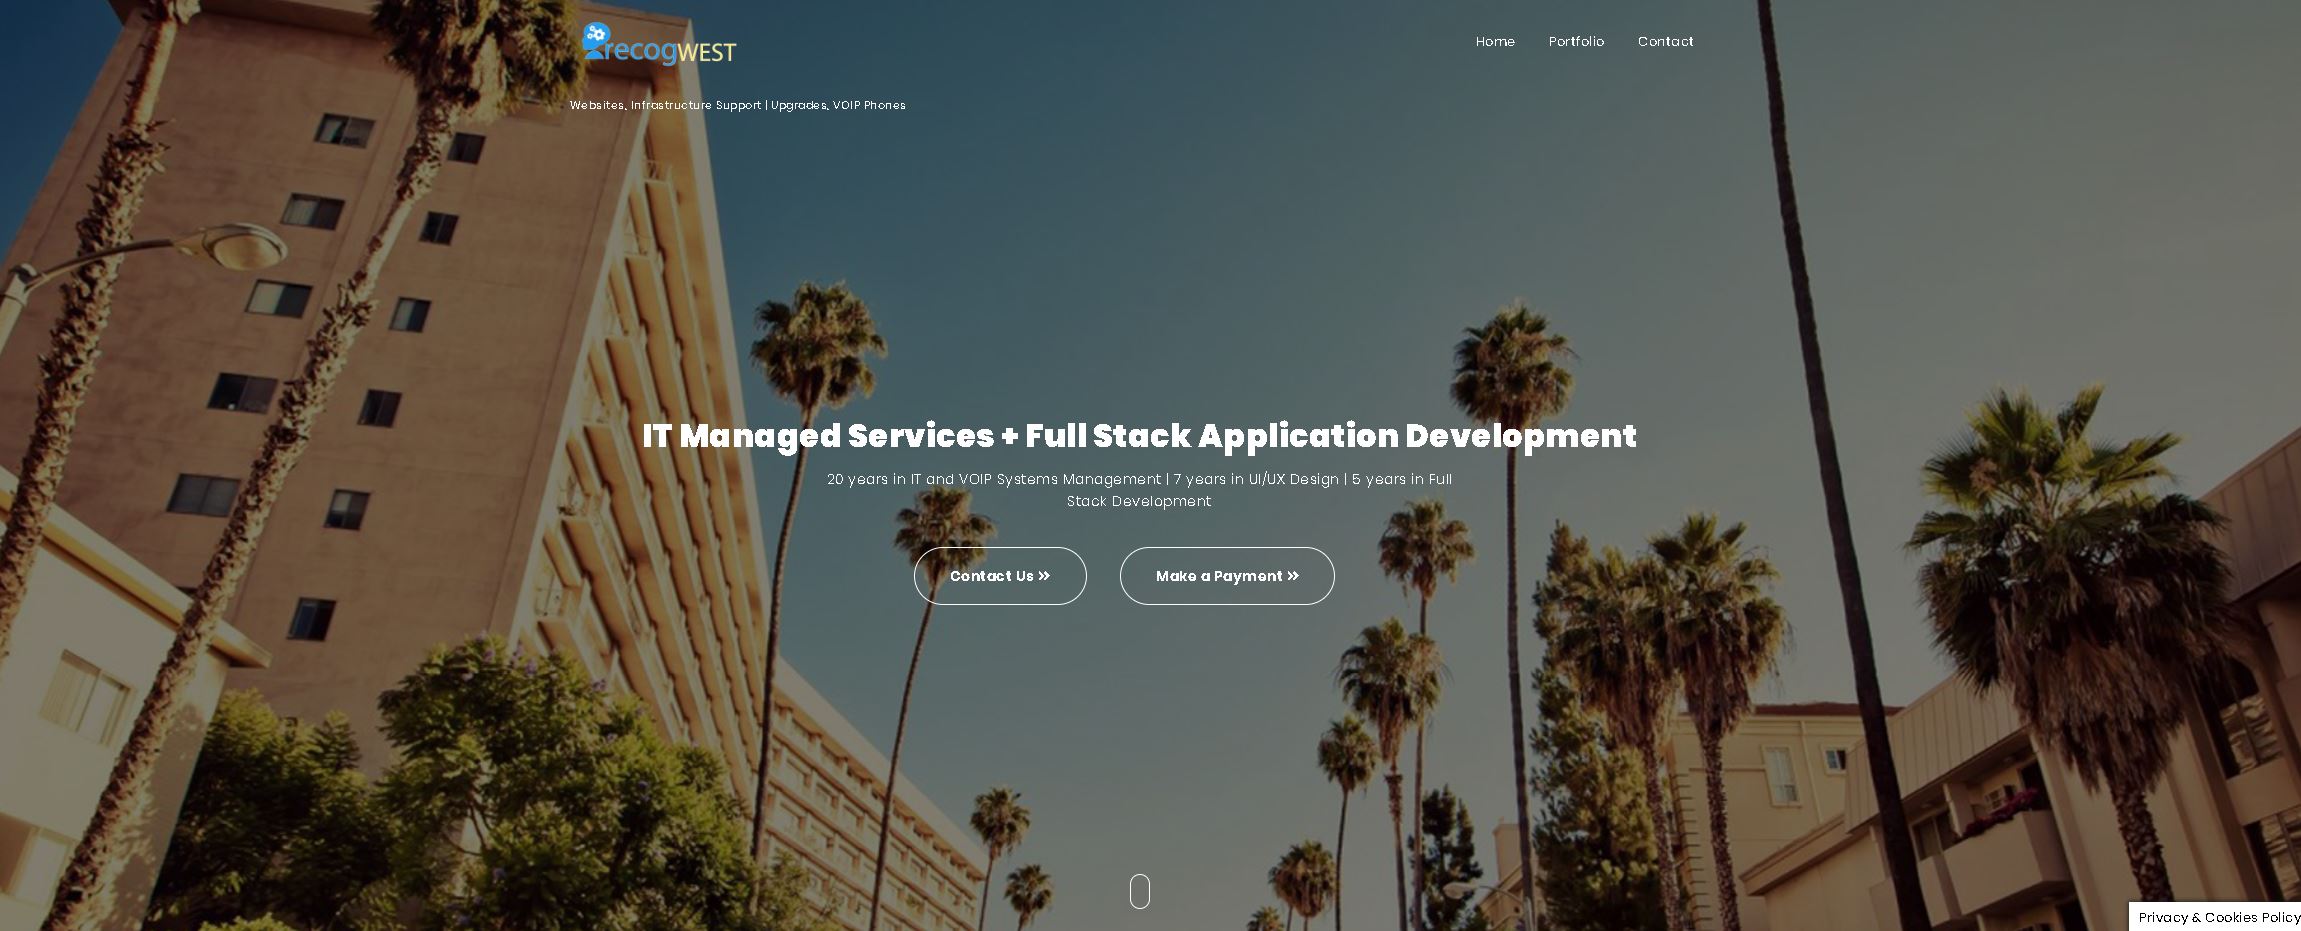 recogWEST
Home
Portfolio
Contact
Websites, Infrastructure Support | Upgrades, VOIP Phones
IT Managed Services + Full Stack Application Development
20 years in IT and VOIP Systems Management | 7 years in UI/UX Design | 5 years in Full
Stack Development
Contact Us »
Make a Payment »
Privacy & Cookies Policy